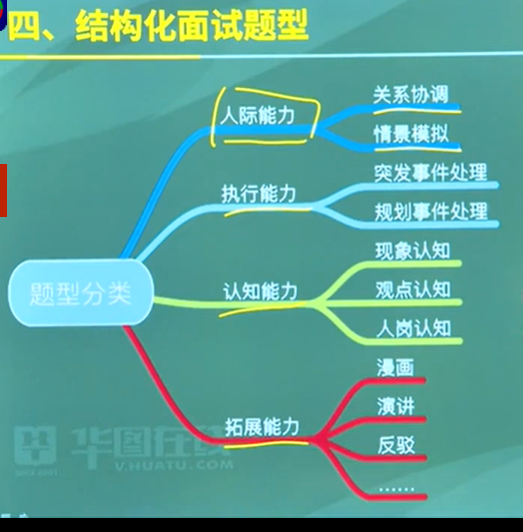 四、结构化面试题型
题型分类
人际能力
关系协调
情景模拟
执行能力
突发事件处理
规划事件处理
认知能力
现象认知
观点认知
人岗认知
拓展能力
漫画
演讲
反驳
......
华图在线
V.HUATU.COM